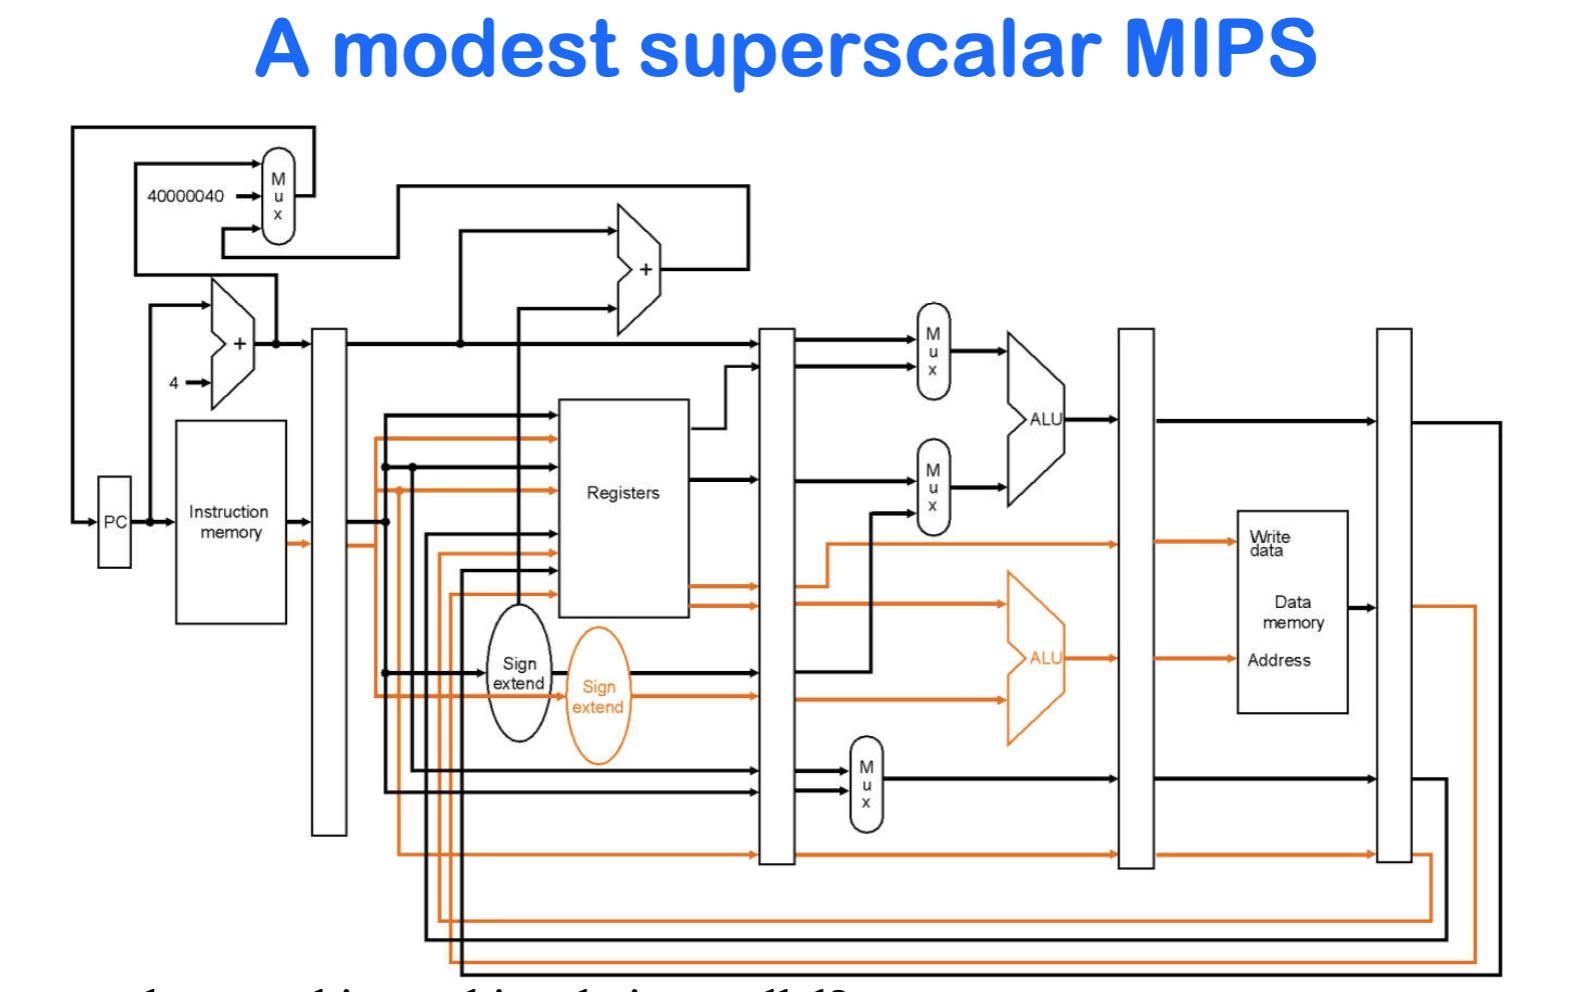 A modest superscalar MIPS
M
u
x
40000040
+
+
4
PC
Instruction
memory
Registers
Sign
extend
Sign
extend
M
u
x
M
u
x
ALU
ALU
M
u
x
Write
data
Data
memory
Address